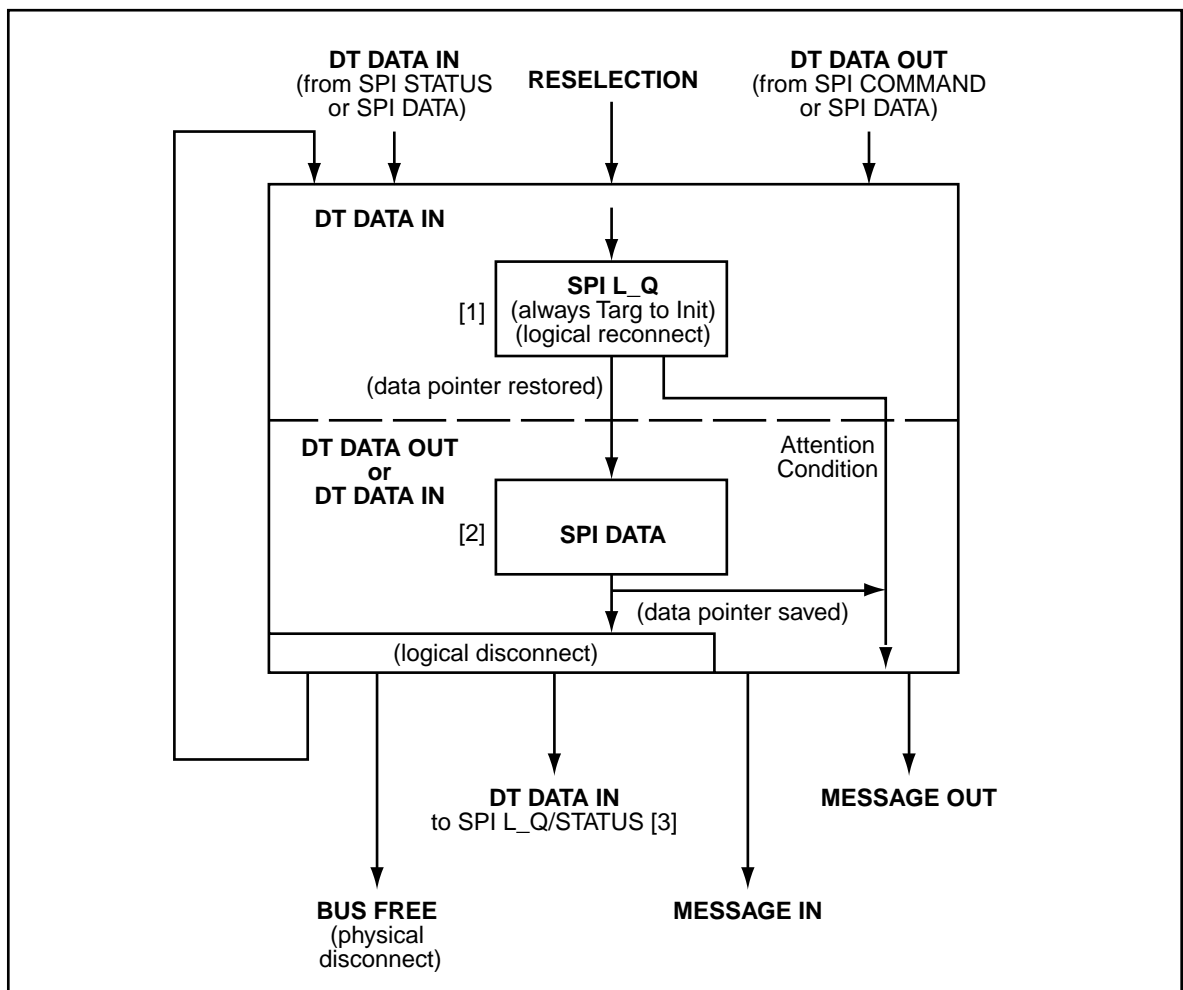 DT DATA IN
(from SPI STATUS
or SPI DATA)
RESELECTION
DT DATA OUT
(from SPI COMMAND
or SPI DATA)
DT DATA IN
SPI L_Q
(always Targ to Init)
(logical reconnect)
[1]
(data pointer restored)
DT DATA OUT
or
DT DATA IN
Attention
Condition
[2]
SPI DATA
(data pointer saved)
(logical disconnect)
DT DATA IN
to SPI L_Q/STATUS [3]
MESSAGE OUT
BUS FREE
(physical
disconnect)
MESSAGE IN